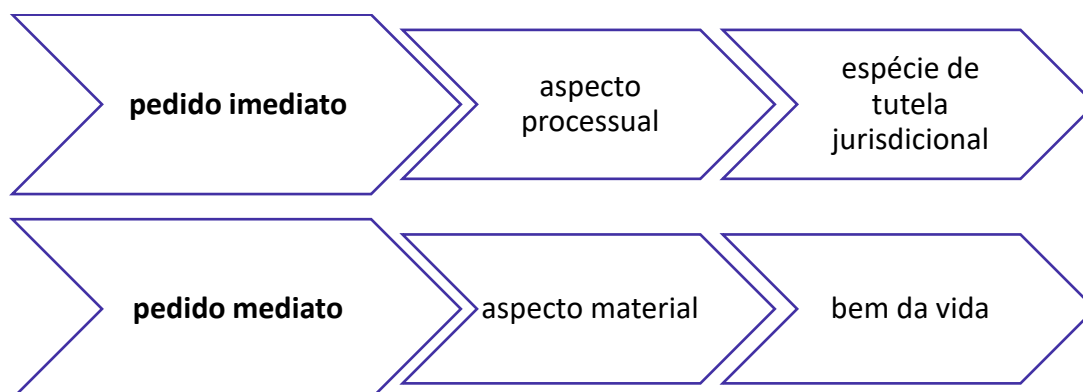 pedido imediato
aspecto
processual
espécie de
tutela
jurisdicional
pedido mediato
aspecto material
bem da vida